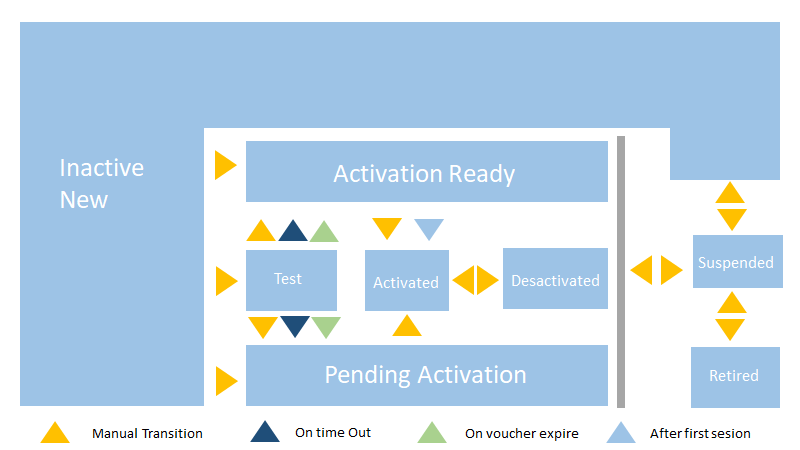 Inactive
New
Activation Ready
Test
Activated
Desactivated
Suspended
Pending Activation
Retired
Manual Transition
On time Out
On voucher expire
After first sesion